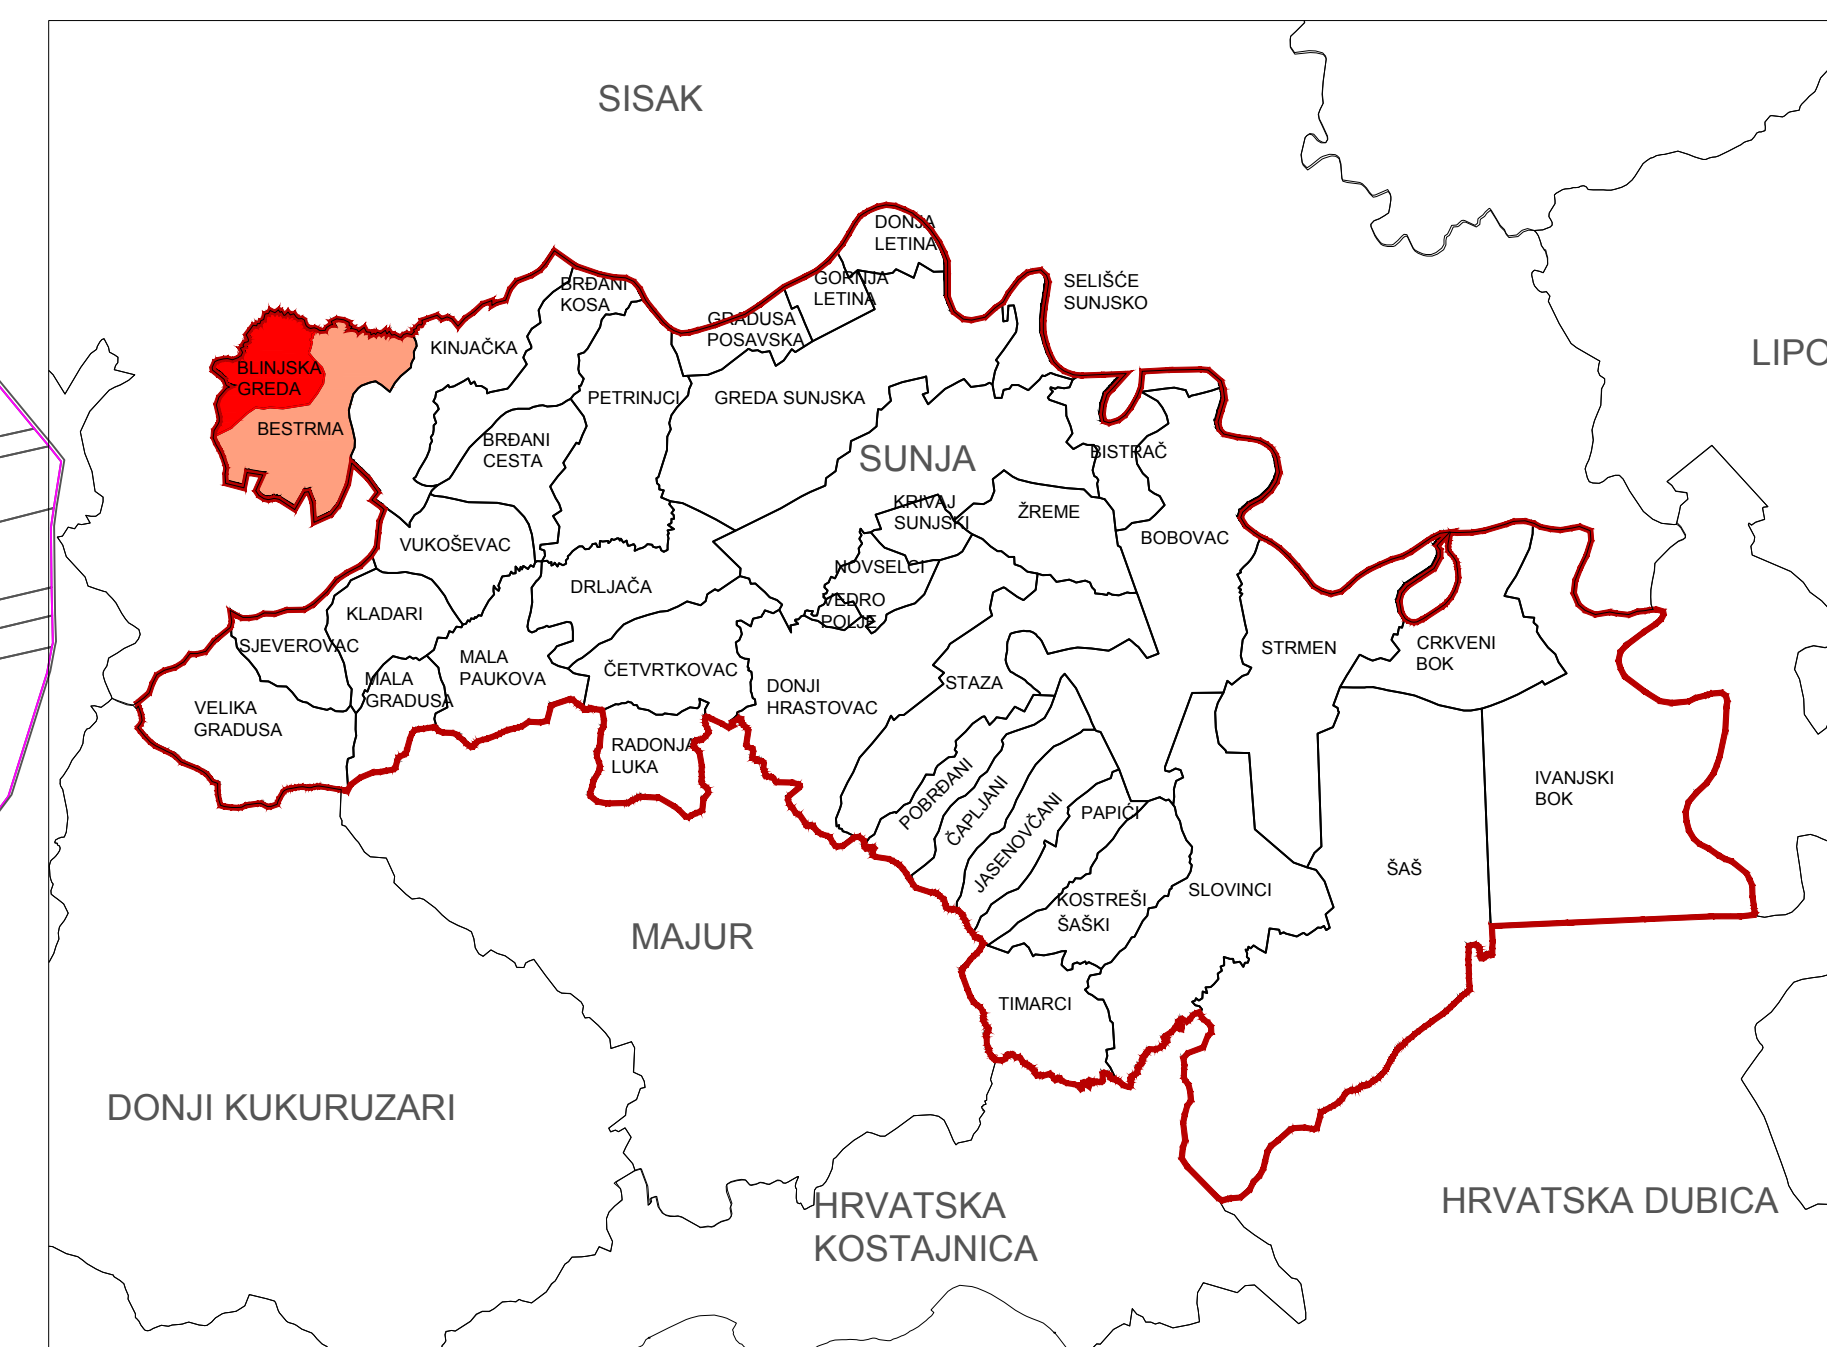 SISAK
DONJA
LETINA
SELIŠĆE
SUNJSKO
GORNJA
LETINA
BRĐANI
KOSA
GRADUSA
POSAVSKA
KINJAČKA
LIPO
BLINJSKA
GREDA
PETRINJCI
GREDA SUNJSKA
BESTRMA
BRĐANI
CESTA
SUNJA
BISTRAČ
KRIVAJ
SUNJSKI
ŽREME
BOBOVAC
VUKOŠEVAC
NOVSELCI
DRLJAČA
VEDRO
POLJE
KLADARI
SJEVEROVAC
STRMEN
CRKVENI
BOK
MALA
PAUKOVA
ČETVRTKOVAC
MALA
GRADUSA
DONJI
HRASTOVAC
STAZA
VELIKA
GRADUSA
RADONJA
LUKA
IVANJSKI
BOK
POBRĐANI
ČAPLJANI
JASENOVČANI
PAPIĆI
ŠAŠ
SLOVINCI
KOSTREŠI
ŠAŠKI
MAJUR
TIMARCI
DONJI KUKURUZARI
HRVATSKA
KOSTAJNICA
HRVATSKA DUBICA